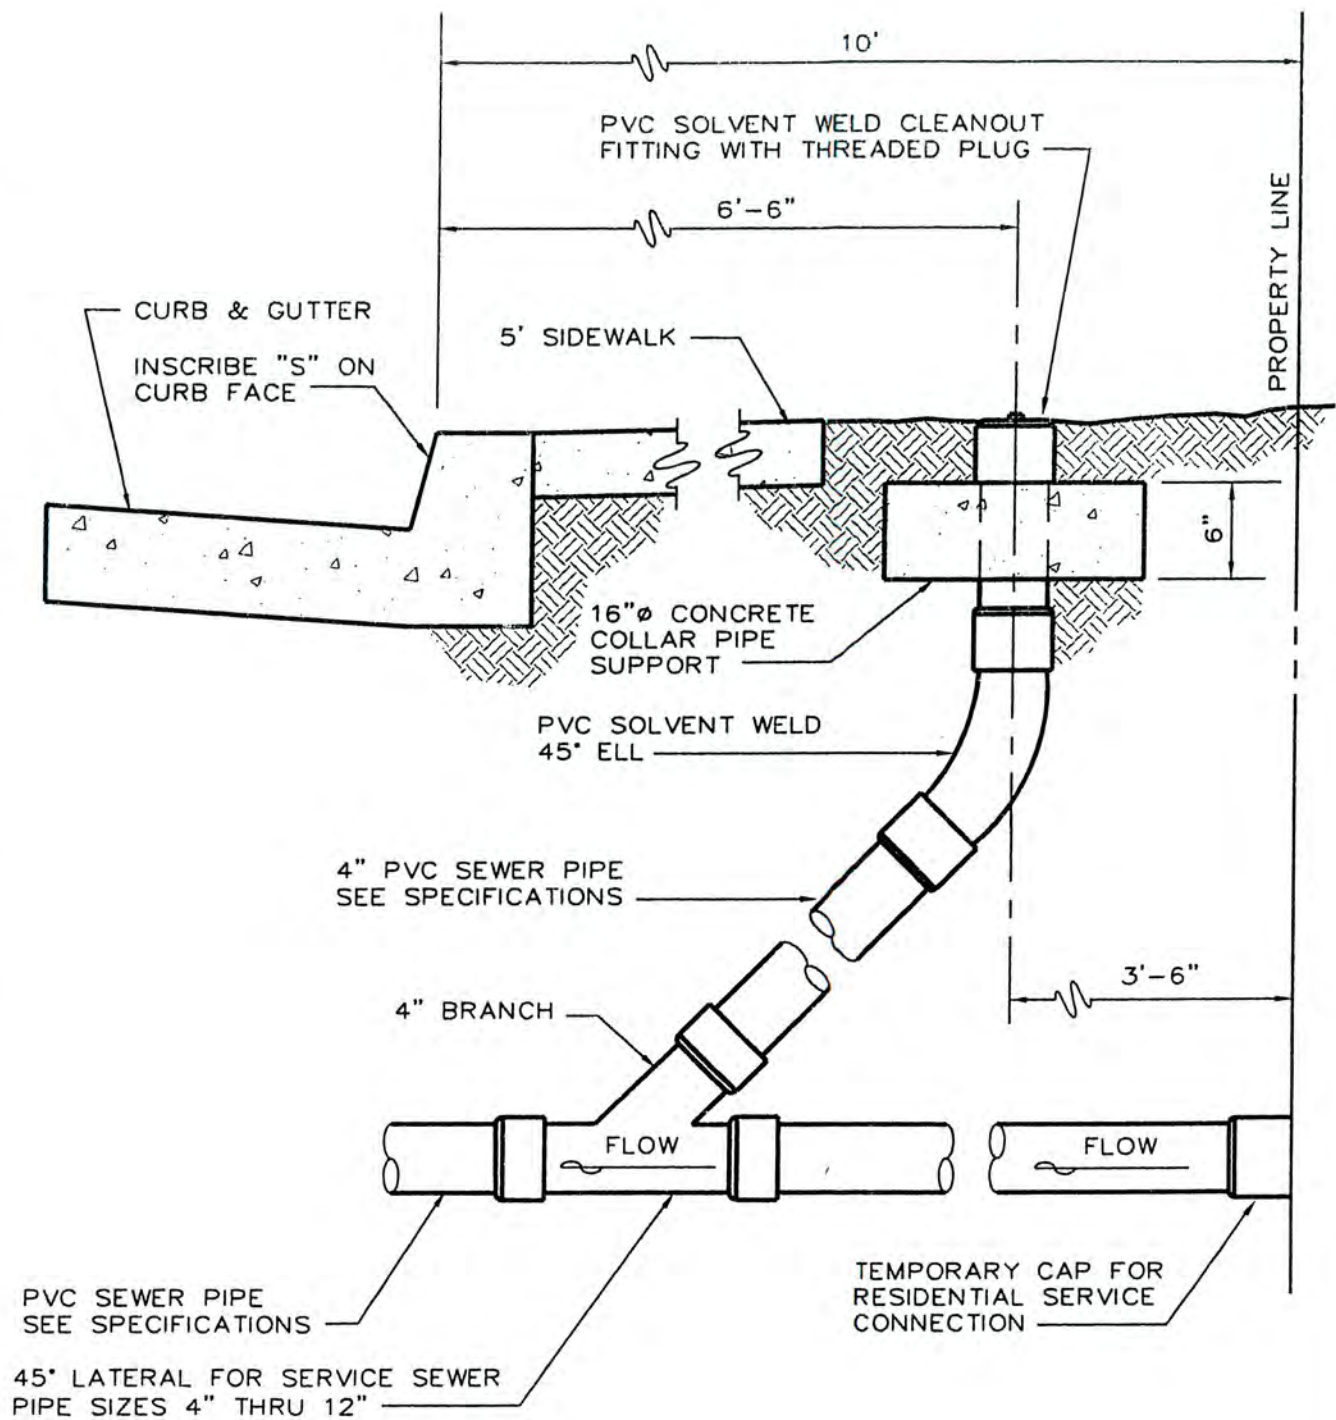 10'
PVC SOLVENT WELD CLEANOUT
FITTING WITH THREADED PLUG
6'-6"
PROPERTY LINE
CURB & GUTTER
INSCRIBE "S" ON
CURB FACE
5' SIDEWALK
6"
16"ø CONCRETE
COLLAR PIPE
SUPPORT
PVC SOLVENT WELD
45° ELL
4" PVC SEWER PIPE
SEE SPECIFICATIONS
3'-6"
4" BRANCH
FLOW
FLOW
TEMPORARY CAP FOR
RESIDENTIAL SERVICE
CONNECTION
PVC SEWER PIPE
SEE SPECIFICATIONS
45° LATERAL FOR SERVICE SEWER
PIPE SIZES 4" THRU 12"